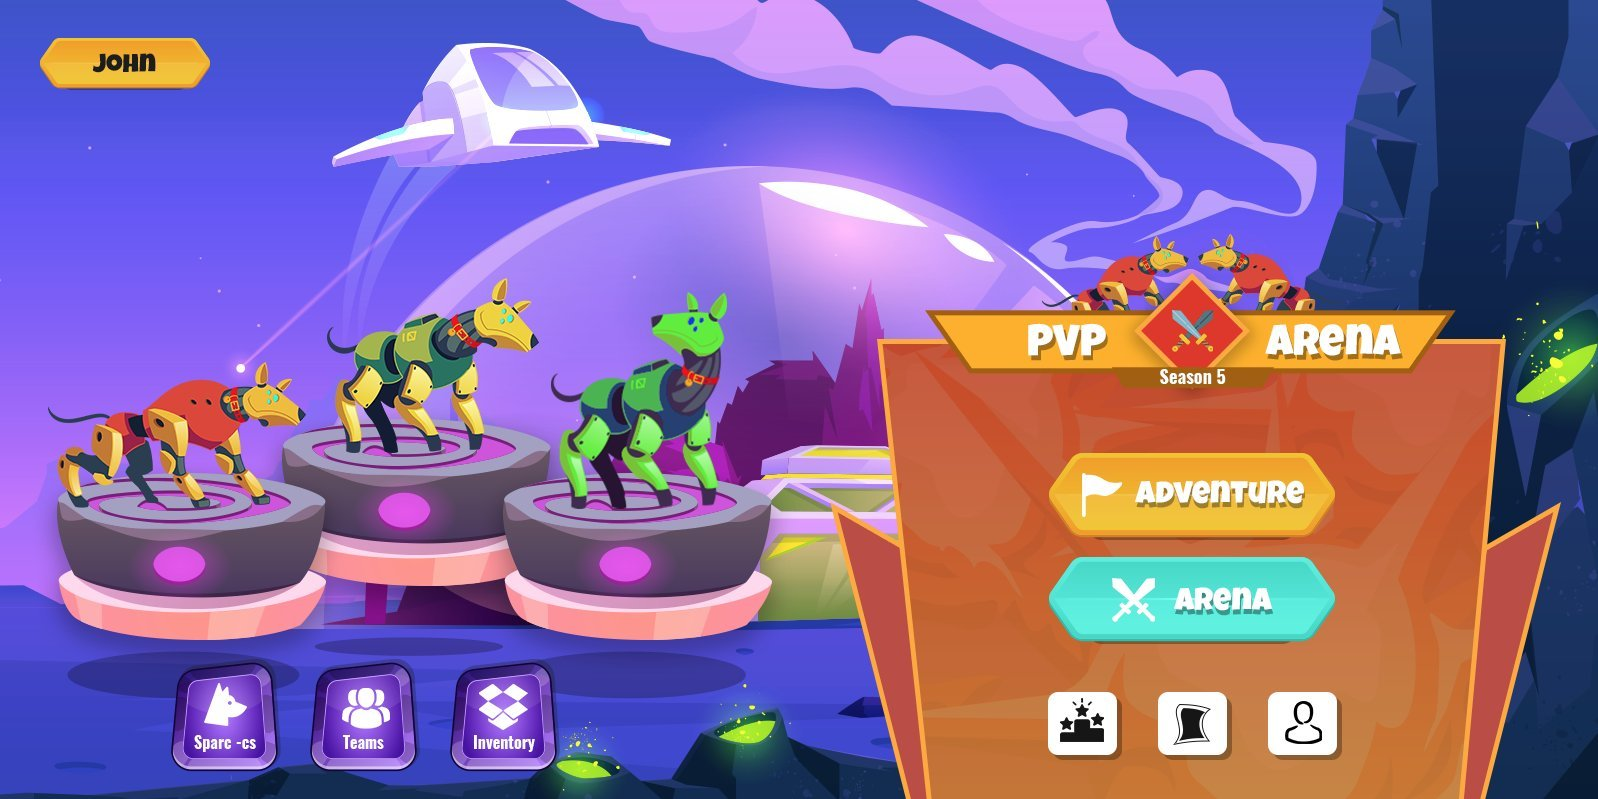 JOHN
PVP ARENA
Season 5
ADVENTURE
ARENA
Sparc -cs
Teams
Inventory